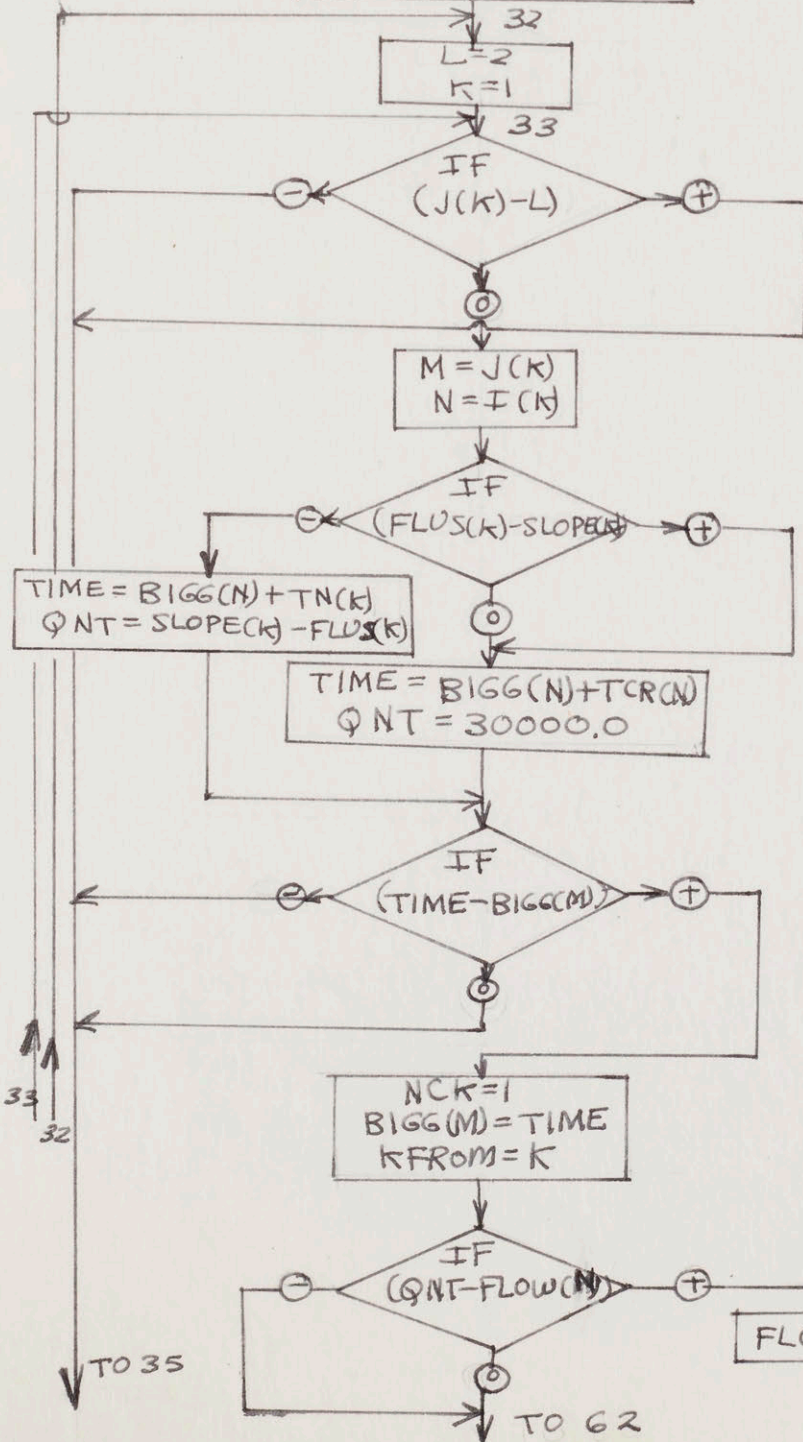 32
L=2
K=1
33
IF
(J(K)-L)
-
+
0
M=J(K)
N=I(K)
IF
(FLUS(K)-SLOPE(K)
-
+
0
TIME=BIGG(N)+TN(K)
QNT=SLOPE(K)-FLUS(K)
TIME=BIGG(N)+TCR(N)
QNT=30000.0
IF
(TIME-BIGG(M))
-
+
0
33
32
NCK=1
BIGG(M)=TIME
KFROM=K
IF
(QNT-FLOW(N))
-
+
0
FLO
TO 35
TO 62